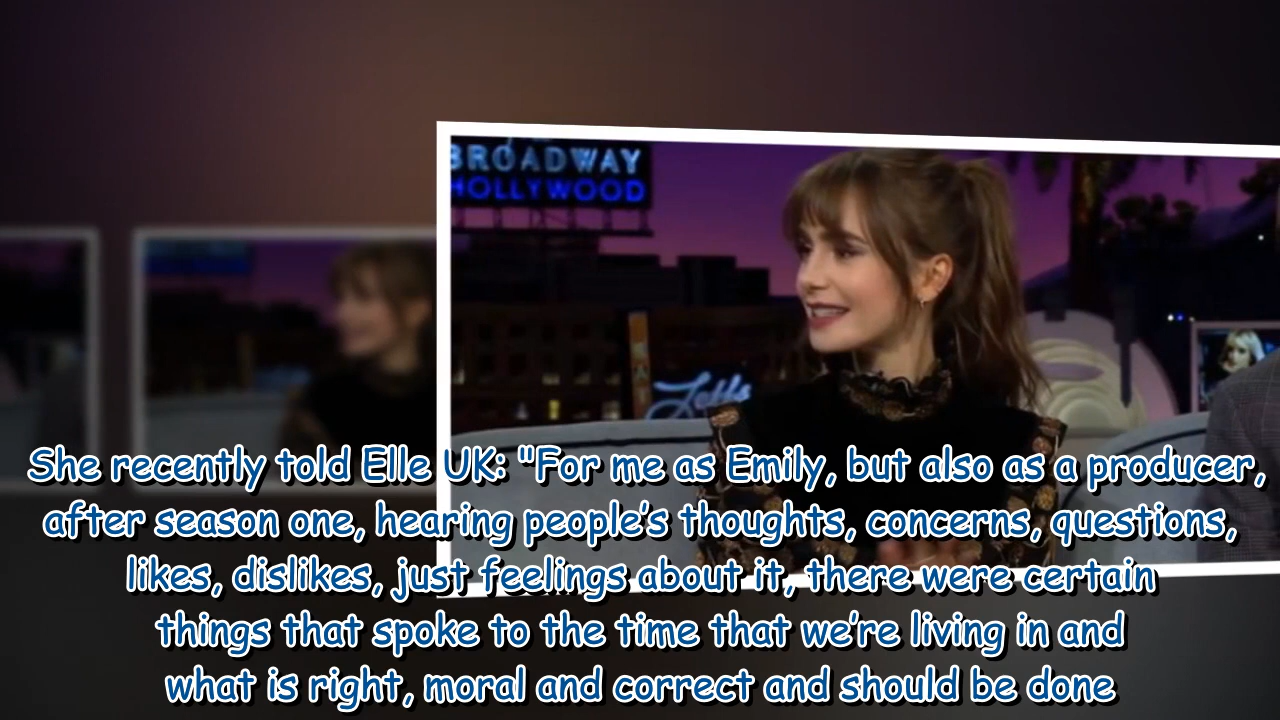 BROADWAY
HOLLYWOOD
She recently told Elle UK: "For me as Emily, but also as a producer,
after season one, hearing people's thoughts, concerns, questions,
likes, dislikes, just feelings about it, there were certain
things that spoke to the time that we're living in and
what is right, moral and correct and should be done